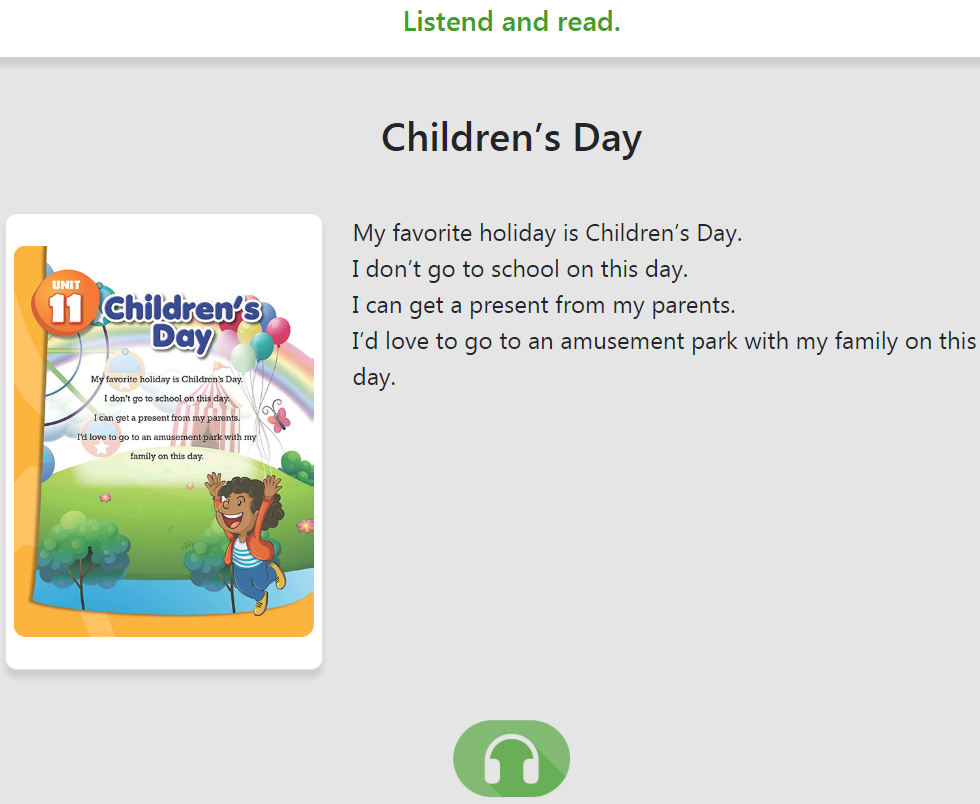 Listend and read.
Children’s Day
My favorite holiday is Children’s Day.
I don’t go to school on this day.
I can get a present from my parents.
I’d love to go to an amusement park with my family on this
day.
UNIT
11
Children's
Day
My favorite holiday is Children's Day.
I don't go to school on this day.
I can get a present from my parents.
I'd love to go to an amusement park with my
family on this day.